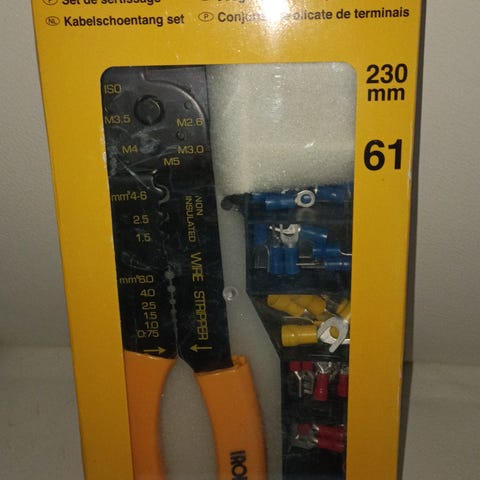 Set de sertissage
NL Kabelschoentang set
P Conjunto alicate de terminais
230
mm
61
ISO
M3.5
M2.6
M4
M3.0
M5
mm²4-6
2.5
1.5
NON
INSULATED
WIRE STRIPPER
mm²6.0
4.0
2.5
1.5
1.0
0.75